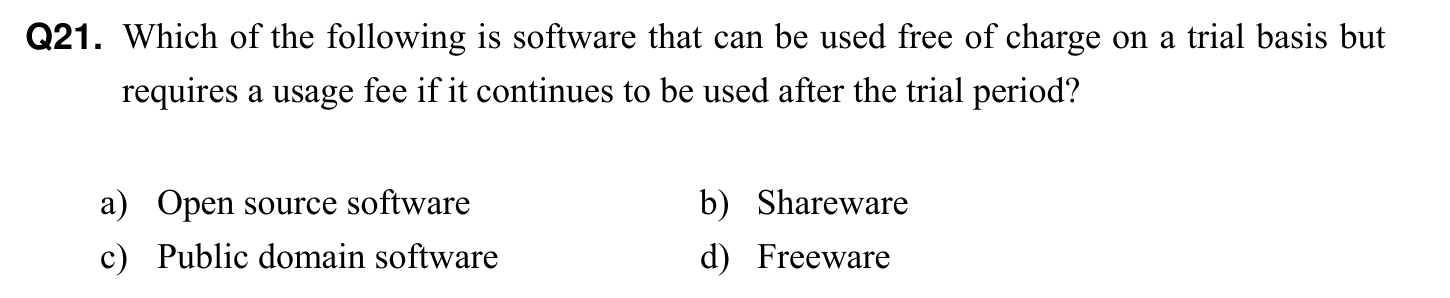 Q21. Which of the following is software that can be used free of charge on a trial basis but
requires a usage fee if it continues to be used after the trial period?
a) Open source software b) Shareware
c) Public domain software d) Freeware